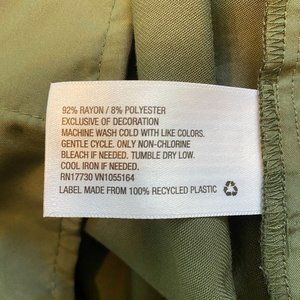 92% RAYON / 8% POLYESTER
EXCLUSIVE OF DECORATION
MACHINE WASH COLD WITH LIKE COLORS.
GENTLE CYCLE. ONLY NON-CHLORINE
BLEACH IF NEEDED. TUMBLE DRY LOW.
COOL IRON IF NEEDED.
RN17730 VN1055164
LABEL MADE FROM 100% RECYCLED PLASTIC